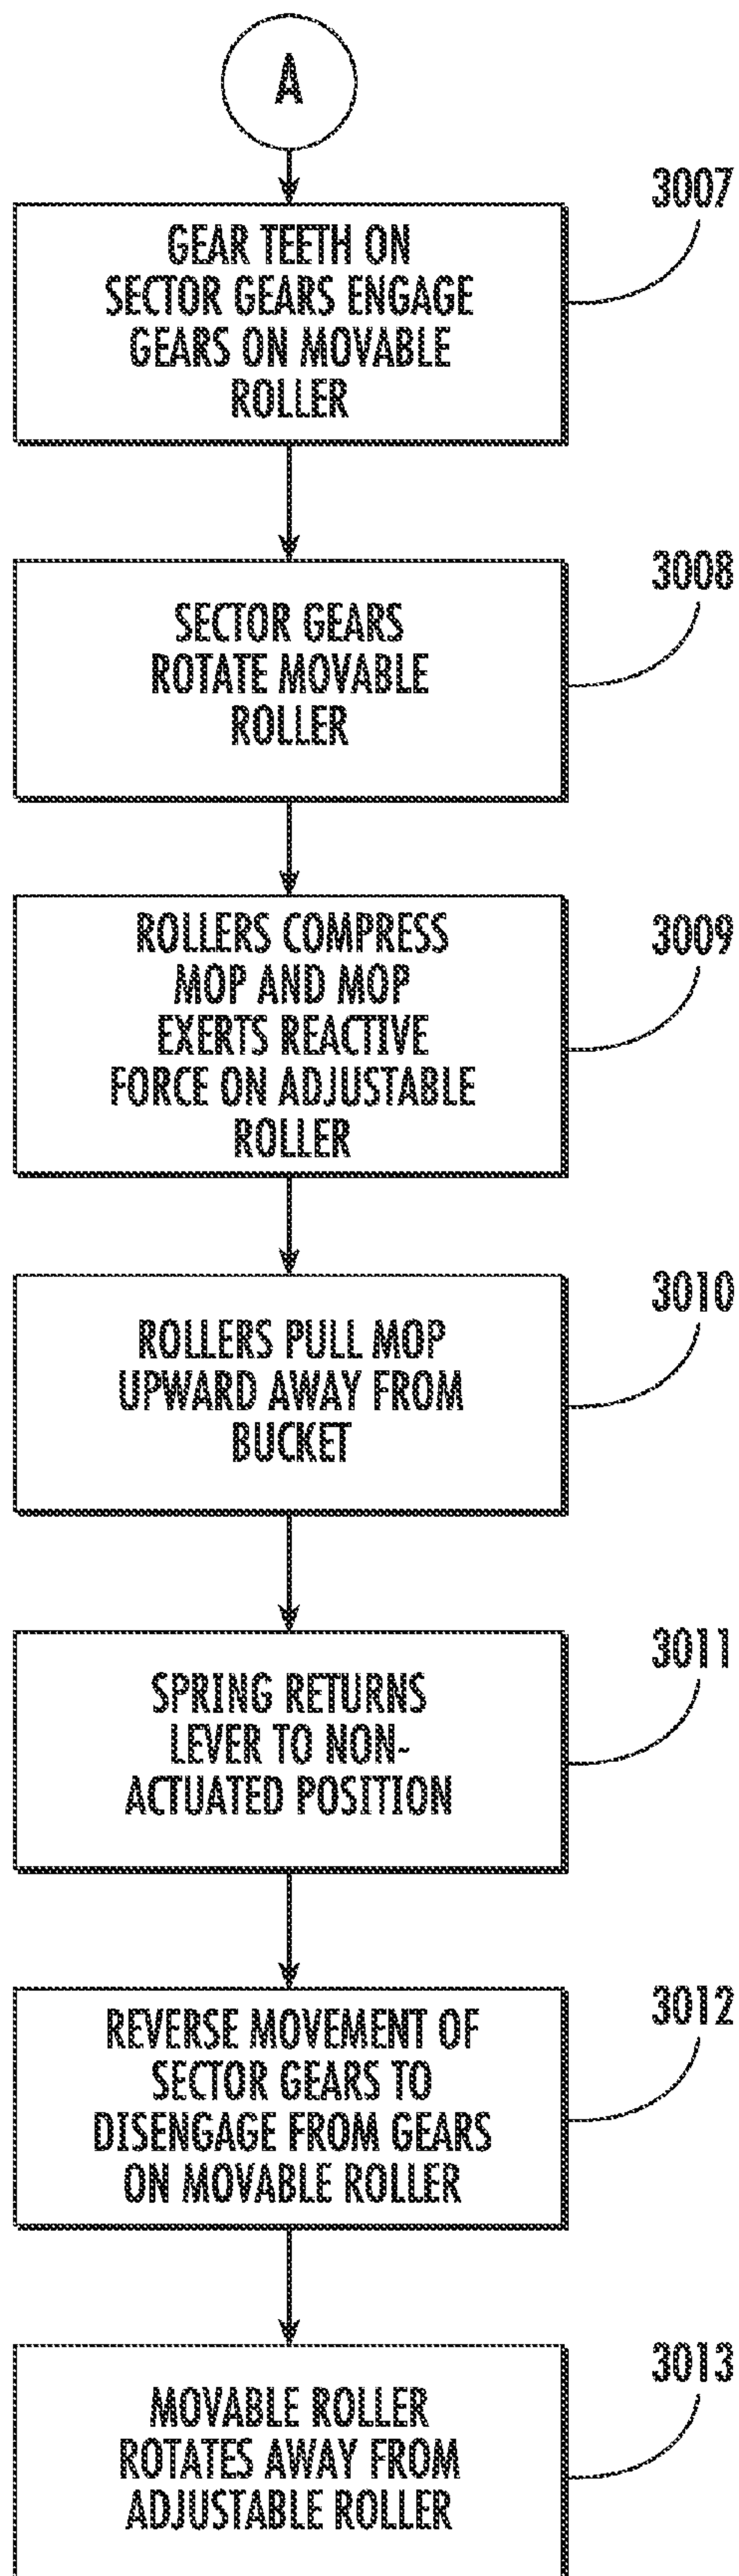 A
3007
GEAR TEETH ON
SECTOR GEARS ENGAGE
GEARS ON MOVABLE
ROLLER
3008
SECTOR GEARS
ROTATE MOVABLE
ROLLER
3009
ROLLERS COMPRESS
MOP AND MOP
EXERTS REACTIVE
FORCE ON ADJUSTABLE
ROLLER
3010
ROLLERS PULL MOP
UPWARD AWAY FROM
BUCKET
3011
SPRING RETURNS
LEVER TO NON-
ACTUATED POSITION
3012
REVERSE MOVEMENT OF
SECTOR GEARS TO
DISENGAGE FROM GEARS
ON MOVABLE ROLLER
3013
MOVABLE ROLLER
ROTATES AWAY FROM
ADJUSTABLE ROLLER